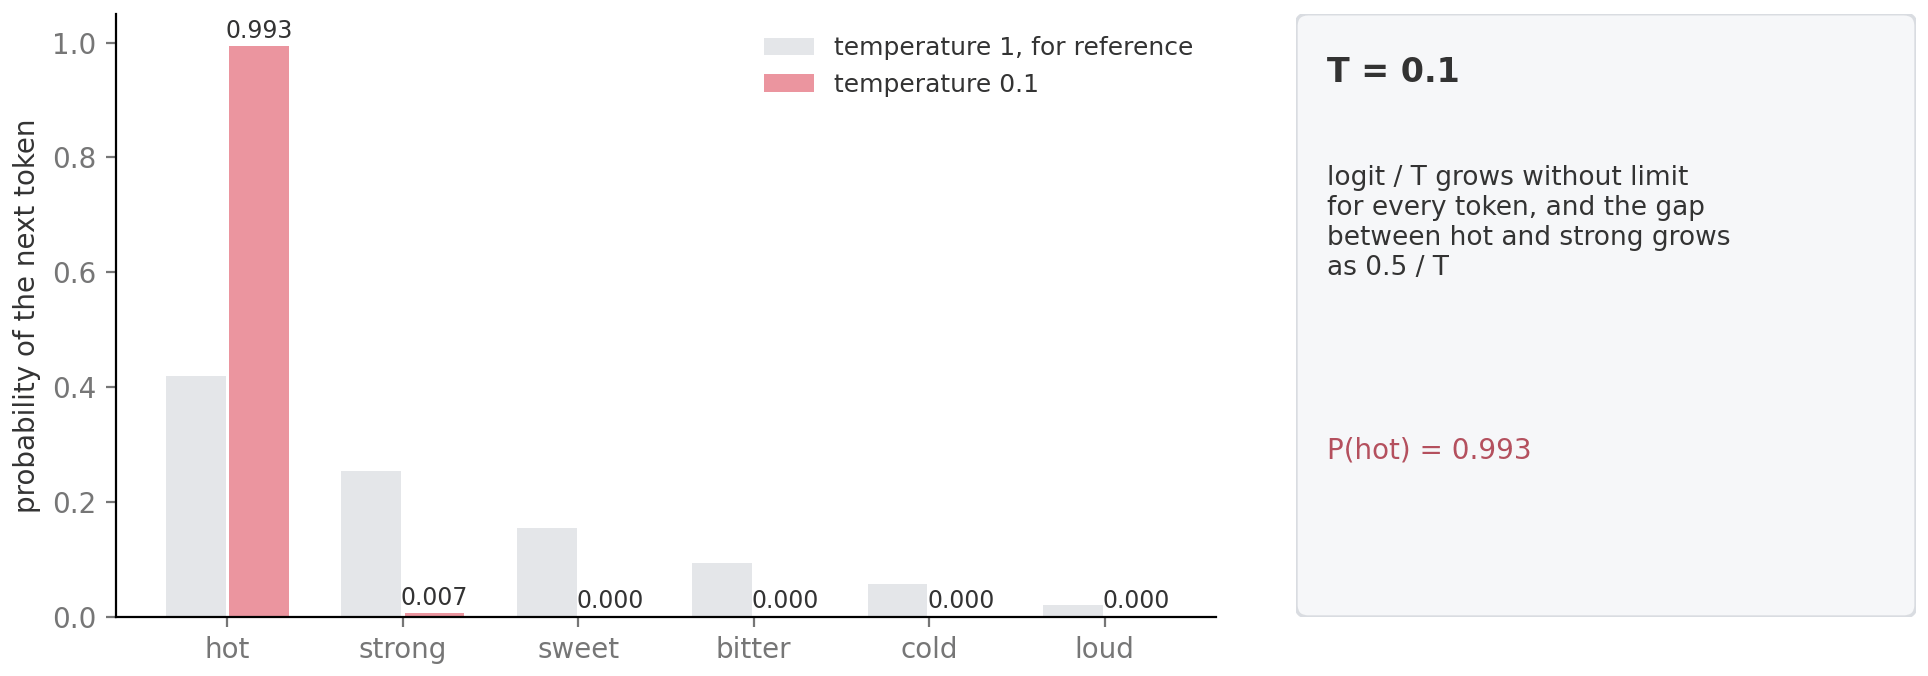 probability of the next token
1.0
0.8
0.6
0.4
0.2
0.0
0.993
0.007
0.000
0.000
0.000
0.000
hot
strong
sweet
bitter
cold
loud
temperature 1, for reference
temperature 0.1
T = 0.1
logit / T grows without limit
for every token, and the gap
between hot and strong grows
as 0.5 / T
P(hot) = 0.993